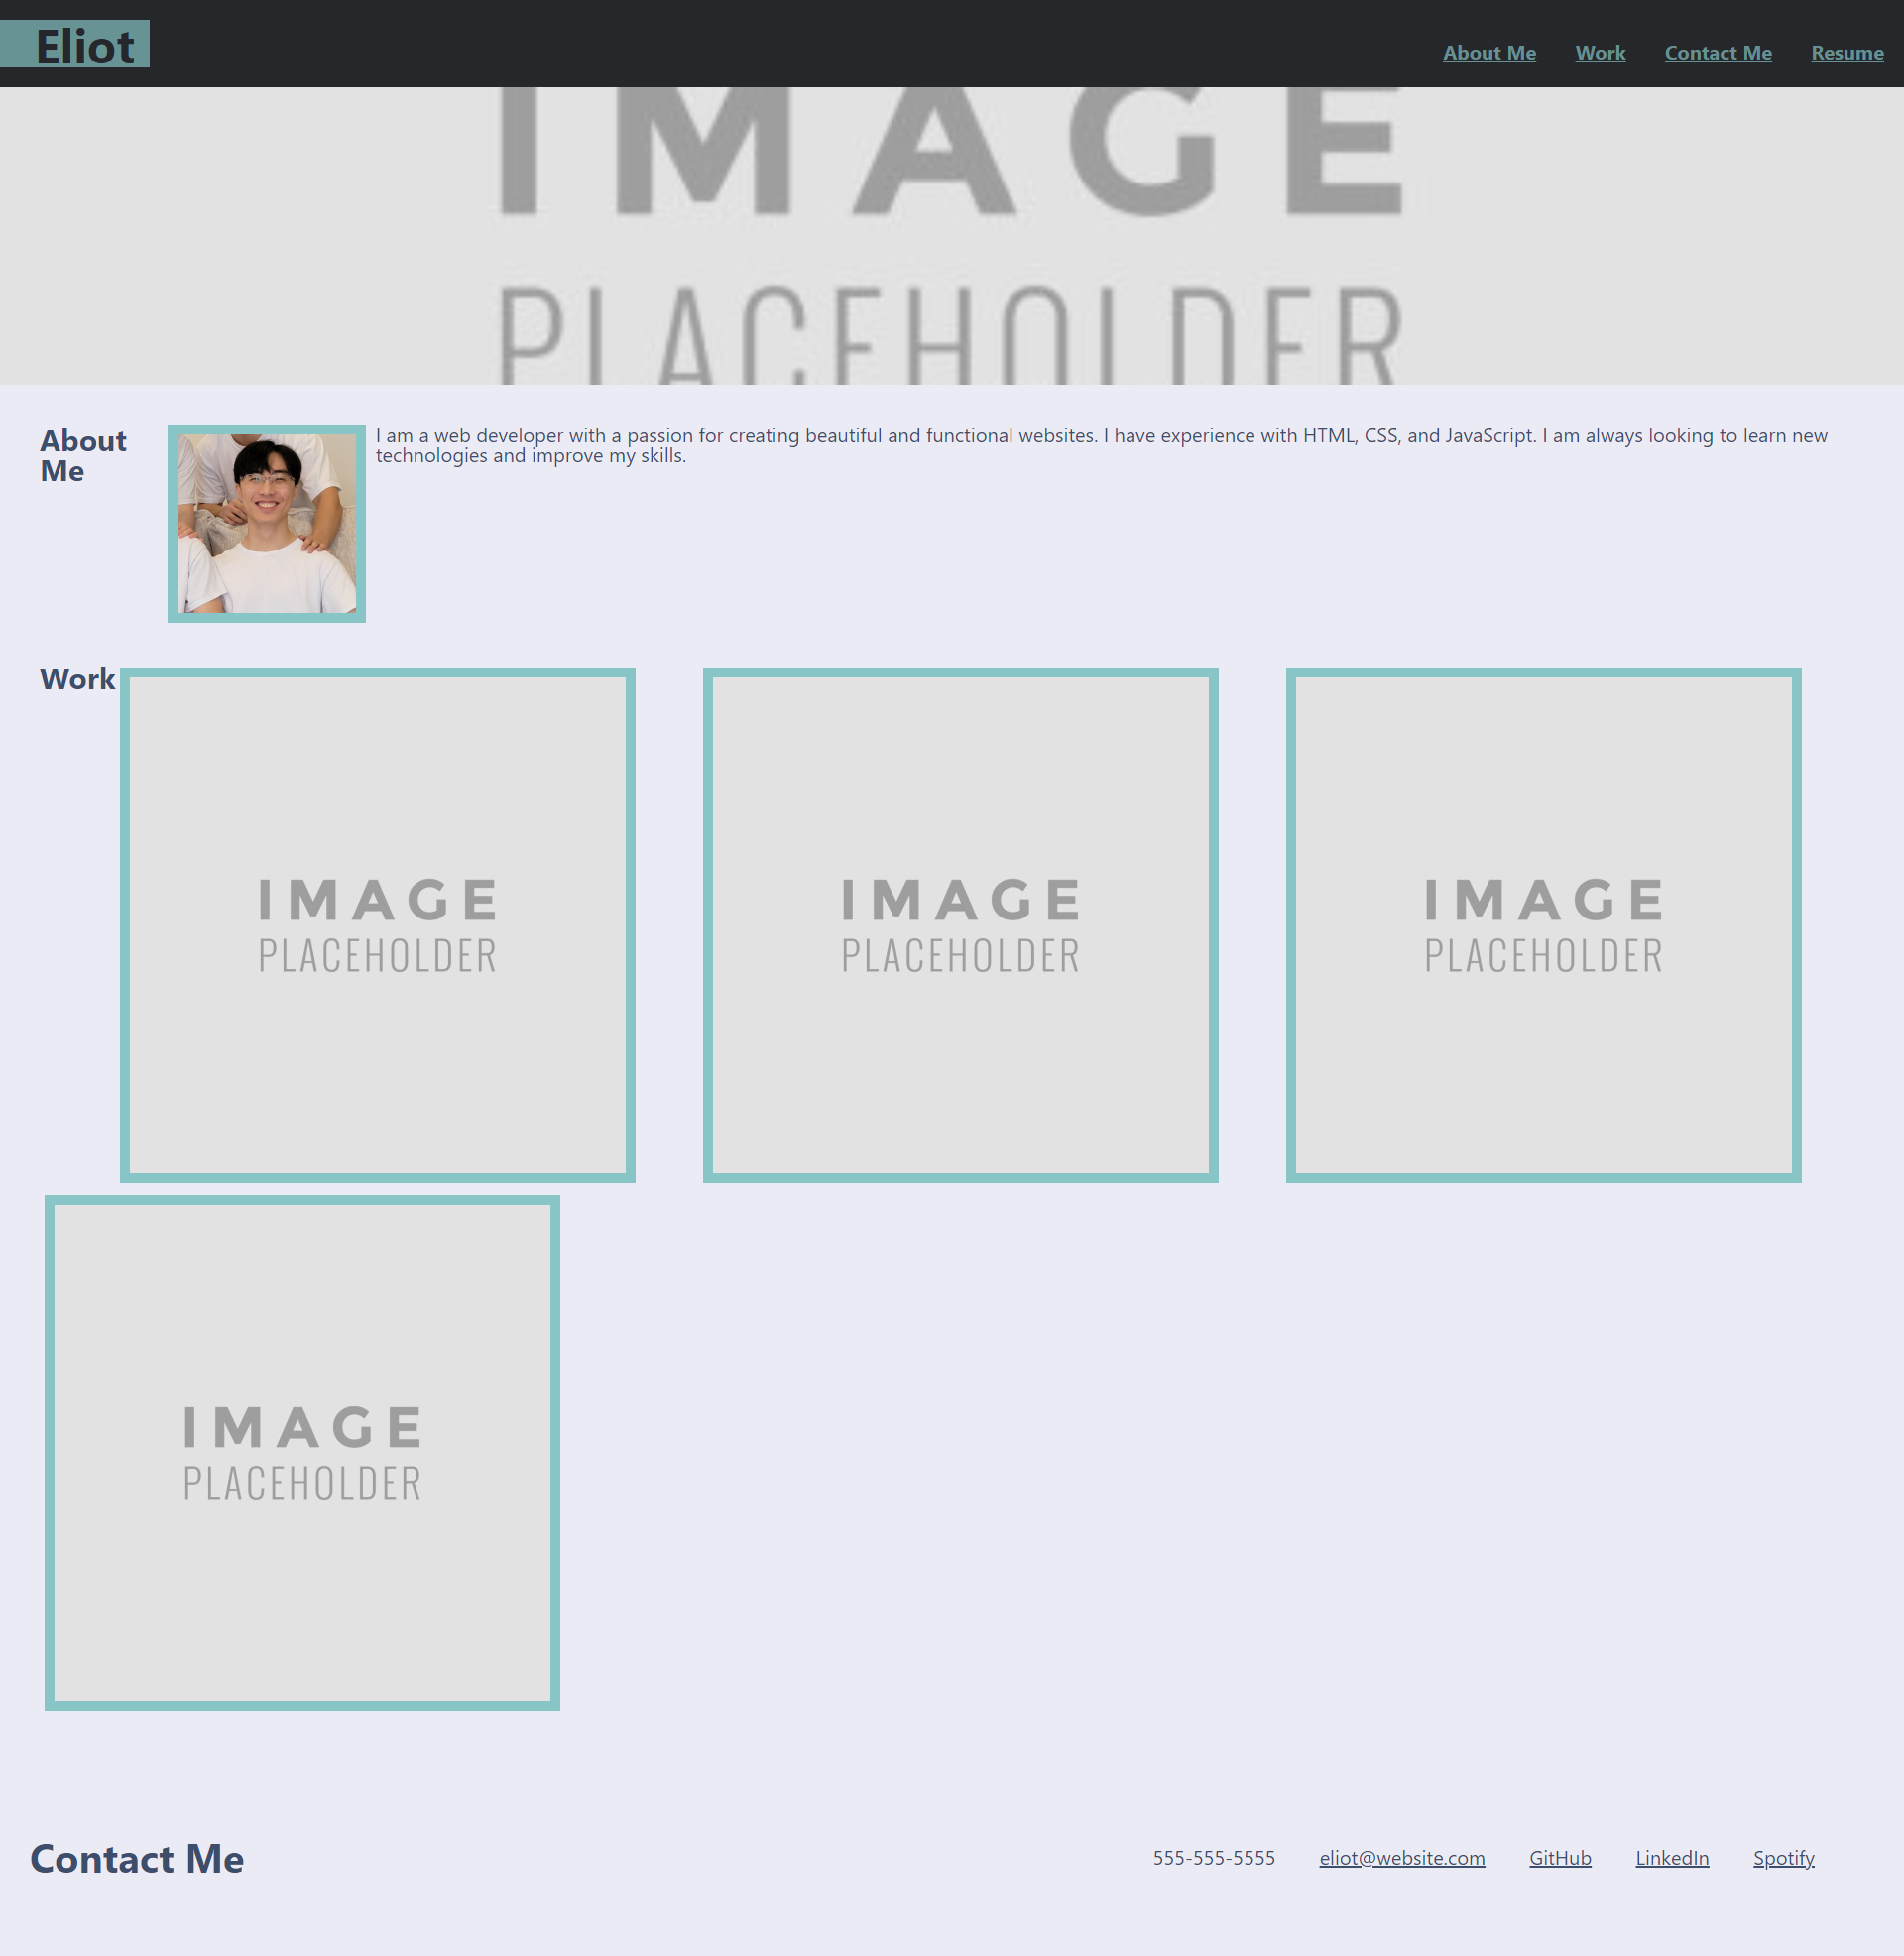 Eliot
About Me Work Contact Me Resume
IMAGE
PLACEHOLDER
About
Me
I am a web developer with a passion for creating beautiful and functional websites. I have experience with HTML, CSS, and JavaScript. I am always looking to learn new
technologies and improve my skills.
Work
IMAGE
PLACEHOLDER
IMAGE
PLACEHOLDER
IMAGE
PLACEHOLDER
IMAGE
PLACEHOLDER
Contact Me
555-555-5555 eliot@website.com GitHub LinkedIn Spotify